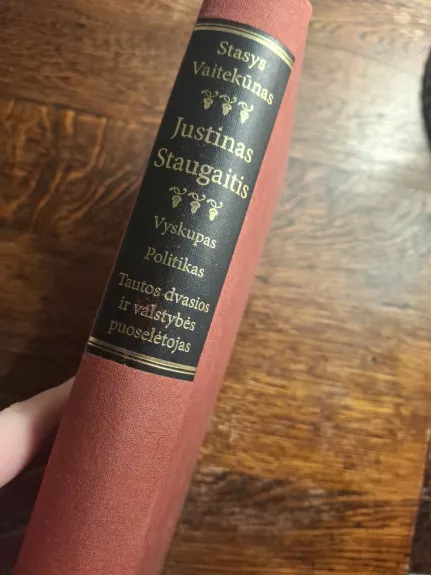 Stasys
Vaitekūnas
Justinas
Staugaitis
Vyskupas
Politikas
Tautos dvasios
ir valstybės
puoselėtojas